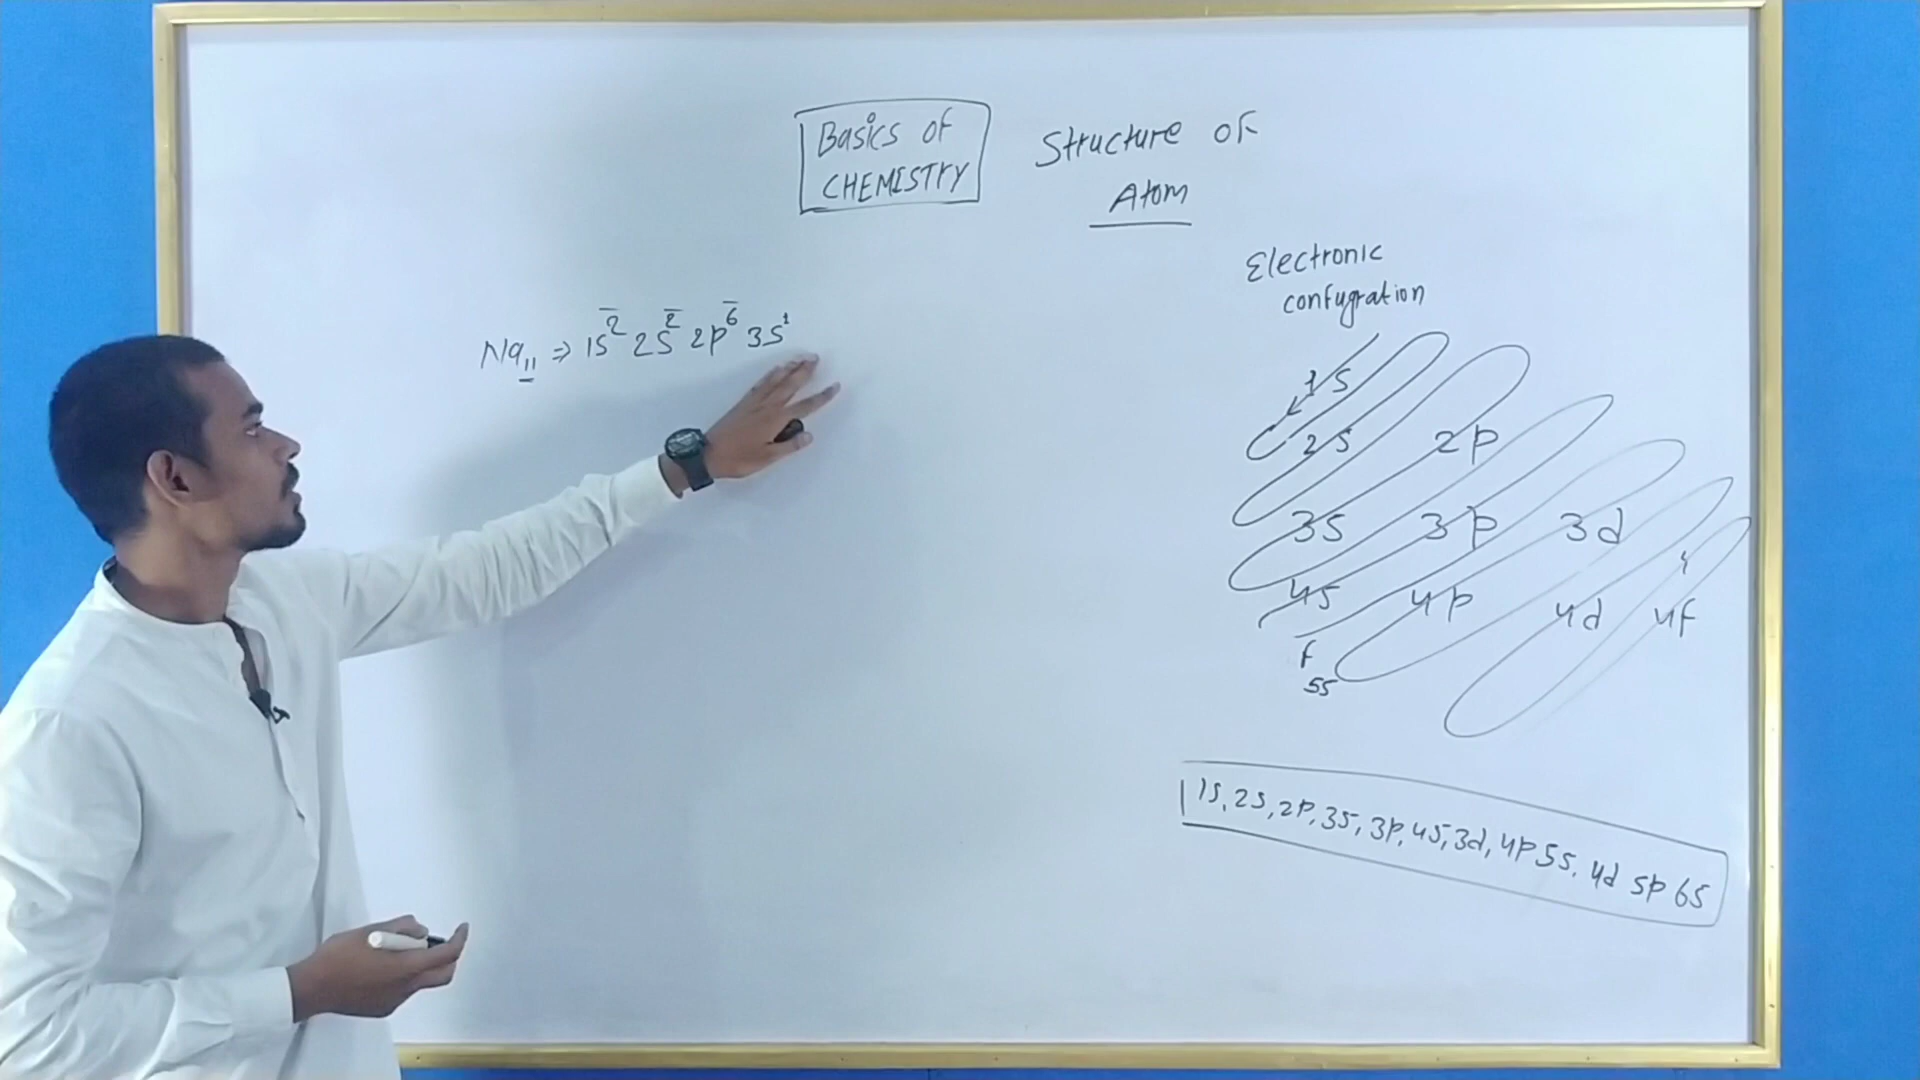 Basics of
CHEMISTRY
Structure of
Atom
Electronic
confugration
Na₁₁ ⇒ 1s² 2s² 2p⁶ 3s¹
1s
2s 2p
3s 3p 3d
4s 4p 4d 4f
f
5s
1s, 2s, 2p, 3s, 3p, 4s, 3d, 4p 5s, 4d 5p 6s